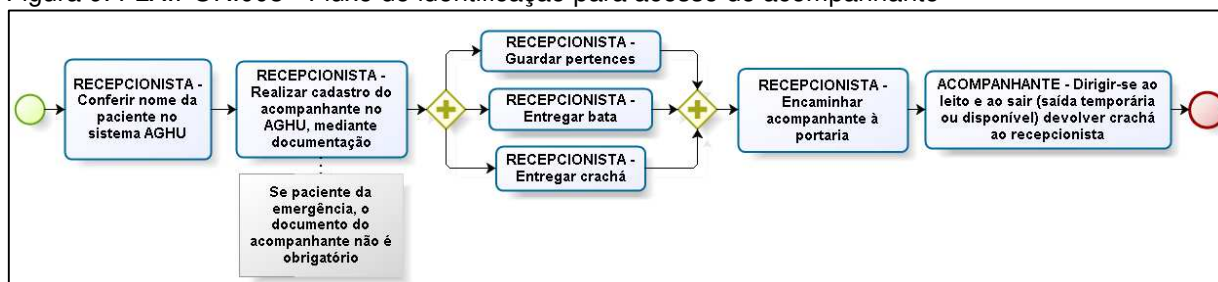 Figura - Fluxo de identificação para acesso do acompanhante
RECEPCIONISTA -
Conferir nome da
paciente no
sistema AGHU
RECEPCIONISTA -
Realizar cadastro do
acompanhante no
AGHU, mediante
documentação
Se paciente da
emergência, o
documento do
acompanhante não é
obrigatório
RECEPCIONISTA -
Guardar pertences
RECEPCIONISTA -
Entregar bata
RECEPCIONISTA -
Entregar crachá
RECEPCIONISTA -
Encaminhar
acompanhante à
portaria
ACOMPANHANTE - Dirigir-se ao
leito e ao sair (saída temporária
ou disponível) devolver crachá
ao recepcionista